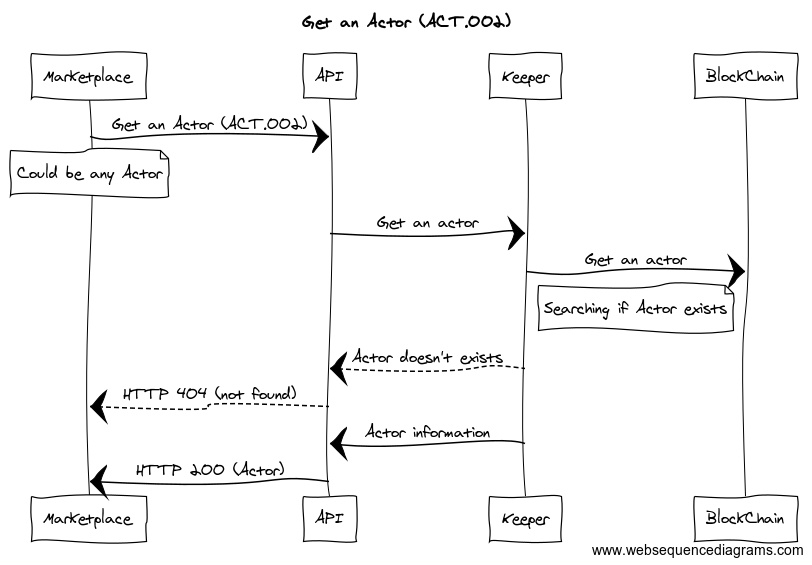 Get an Actor (ACT.002)
Marketplace
API
Keeper
BlockChain
Get an Actor (ACT.002)
Could be any Actor
Get an actor
Get an actor
Searching if Actor exists
Actor doesn't exists
HTTP 404 (not found)
Actor information
HTTP 200 (Actor)
Marketplace
API
Keeper
BlockChain
www.websequencediagrams.com